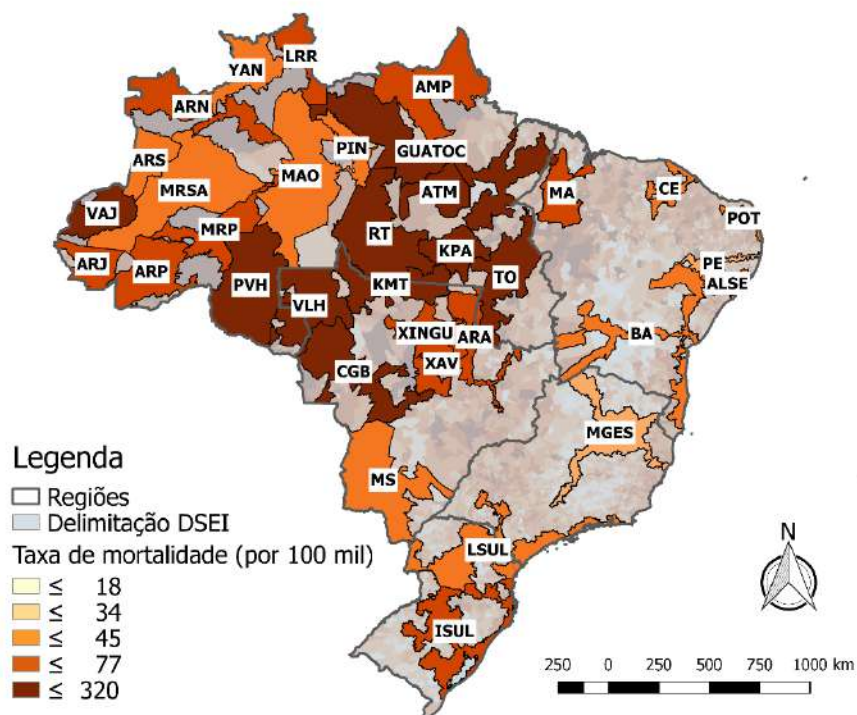 LRR
YAN
AMP
ARN
PIN
GUATOC
ARS
MAO
MRSA
ATM
MA
CE
VAJ
POT
MRP
RT
KPA
ARJ
ARP
PE
TO
PVH
KMT
ALSE
VLH
XINGU
ARA
BA
XAV
CGB
MGES
MS
LSUL
ISUL
Legenda
Regiões
Delimitação DSEI
Taxa de mortalidade (por 100 mil)
≤ 18
≤ 34
≤ 45
≤ 77
≤ 320
N
250 0 250 500 750 1000 km